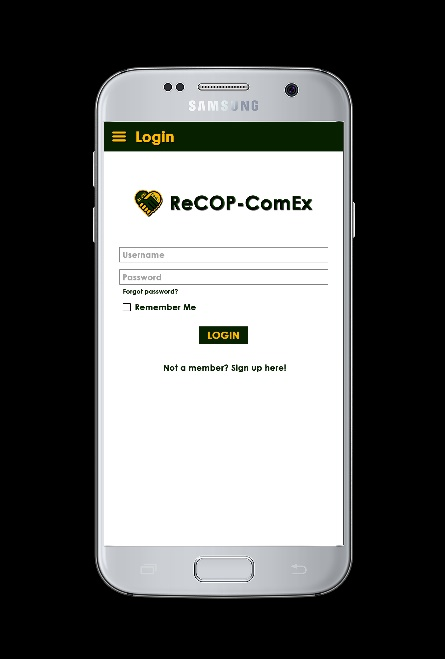 SAMSUNG
Login
ReCOP-ComEx
Username
Password
Forgot password?
Remember Me
LOGIN
Not a member? Sign up here!